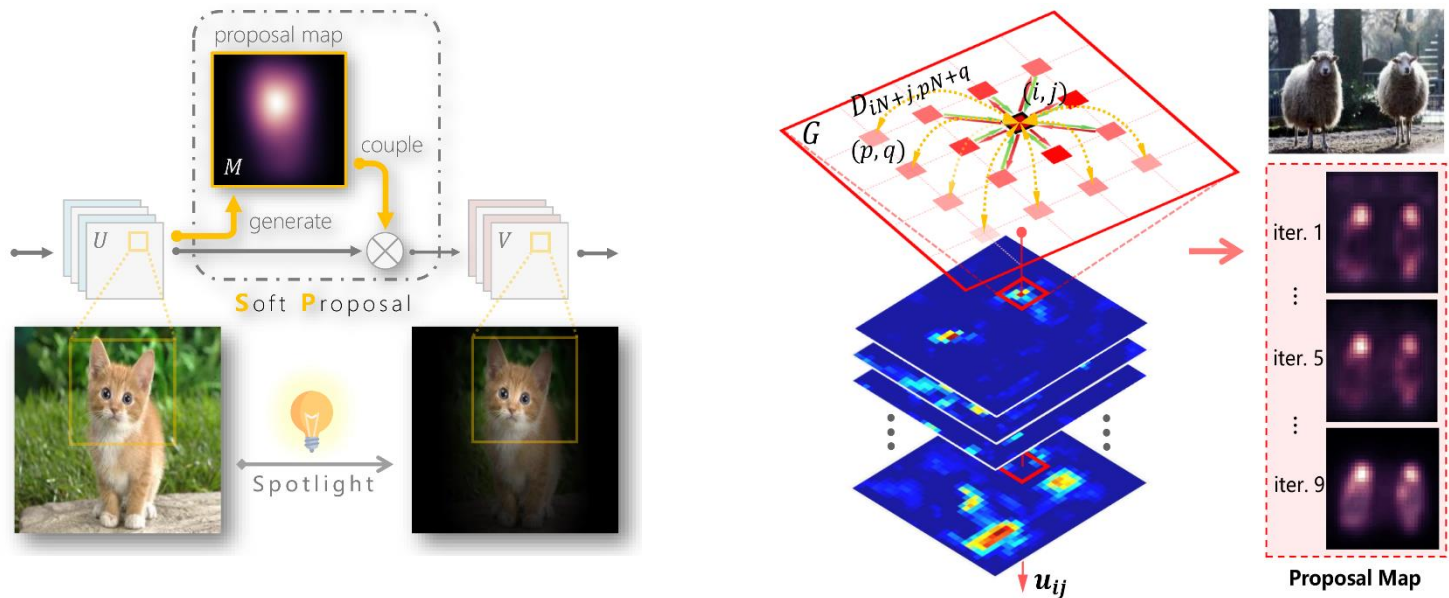 proposal map
M
couple
generate
U
V
Soft Proposal
Spotlight
D_{iN+j,pN+q}
(i,j)
G
(p,q)
iter. 1
⋮
iter. 5
⋮
iter. 9
u_{ij}
Proposal Map